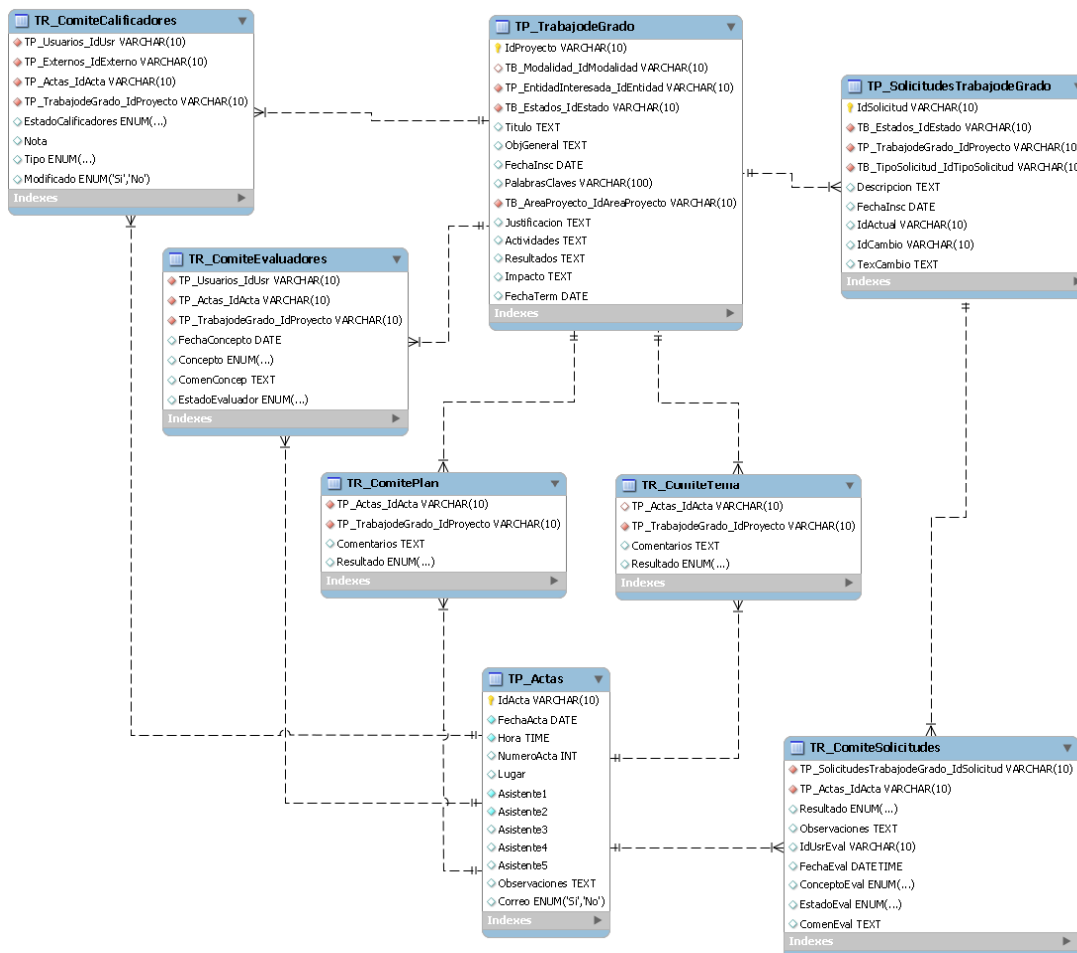 TR_ComiteCalificadores
TP_Usuarios_IdUsr VARCHAR(10)
TP_Externos_IdExterno VARCHAR(10)
TP_Actas_IdActa VARCHAR(10)
TP_TrabajodeGrado_IdProyecto VARCHAR(10)
EstadoCalificadores ENUM(...)
Nota
Tipo ENUM(...)
Modificado ENUM('Si','No')
Indexes
TP_TrabajodeGrado
IdProyecto VARCHAR(10)
TB_Modalidad_IdModalidad VARCHAR(10)
TP_EntidadInteresada_IdEntidad VARCHAR(10)
TB_Estados_IdEstado VARCHAR(10)
Titulo TEXT
ObjGeneral TEXT
FechaInsc DATE
PalabrasClaves VARCHAR(100)
TB_AreaProyecto_IdAreaProyecto VARCHAR(10)
Justificacion TEXT
Actividades TEXT
Resultados TEXT
Impacto TEXT
FechaTerm DATE
Indexes
TP_SolicitudesTrabajodeGrado
IdSolicitud VARCHAR(10)
TB_Estados_IdEstado VARCHAR(10)
TP_TrabajodeGrado_IdProyecto VARCHAR(10
TB_TipoSolicitud_IdTipoSolicitud VARCHAR(10
Descripcion TEXT
FechaInsc DATE
IdActual VARCHAR(10)
IdCambio VARCHAR(10)
TexCambio TEXT
Indexes
TR_ComiteEvaluadores
TP_Usuarios_IdUsr VARCHAR(10)
TP_Actas_IdActa VARCHAR(10)
TP_TrabajodeGrado_IdProyecto VARCHAR(10)
FechaConcepto DATE
Concepto ENUM(...)
ComenConcep TEXT
EstadoEvaluador ENUM(...)
Indexes
TR_ComitePlan
TP_Actas_IdActa VARCHAR(10)
TP_TrabajodeGrado_IdProyecto VARCHAR(10)
Comentarios TEXT
Resultado ENUM(...)
Indexes
TR_ComiteTema
TP_Actas_IdActa VARCHAR(10)
TP_TrabajodeGrado_IdProyecto VARCHAR(10)
Comentarios TEXT
Resultado ENUM(...)
Indexes
TP_Actas
IdActa VARCHAR(10)
FechaActa DATE
Hora TIME
NumeroActa INT
Lugar
Asistente1
Asistente2
Asistente3
Asistente4
Asistente5
Observaciones TEXT
Correo ENUM('Si','No')
Indexes
TR_ComiteSolicitudes
TP_SolicitudesTrabajodeGrado_IdSolicitud VARCHAR(10)
TP_Actas_IdActa VARCHAR(10)
Resultado ENUM(...)
Observaciones TEXT
IdUsrEval VARCHAR(10)
FechaEval DATETIME
ConceptoEval ENUM(...)
EstadoEval ENUM(...)
ComenEval TEXT
Indexes